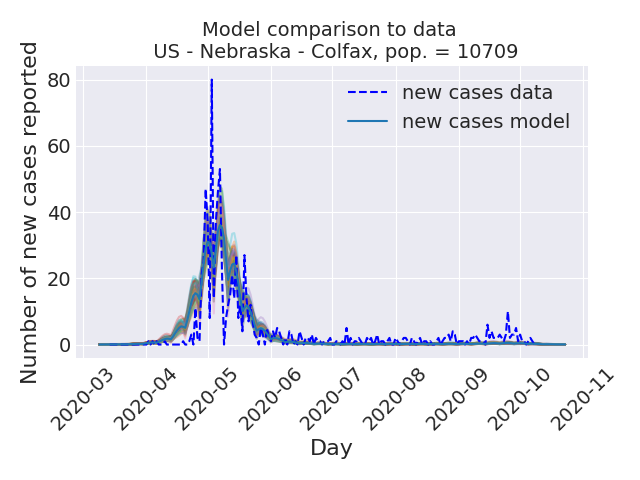 Model comparison to data
US - Nebraska - Colfax, pop. = 10709
Number of new cases reported
80
60
40
20
0
new cases data
new cases model
2020-03
2020-04
2020-05
2020-06
2020-07
2020-08
2020-09
2020-10
2020-11
Day